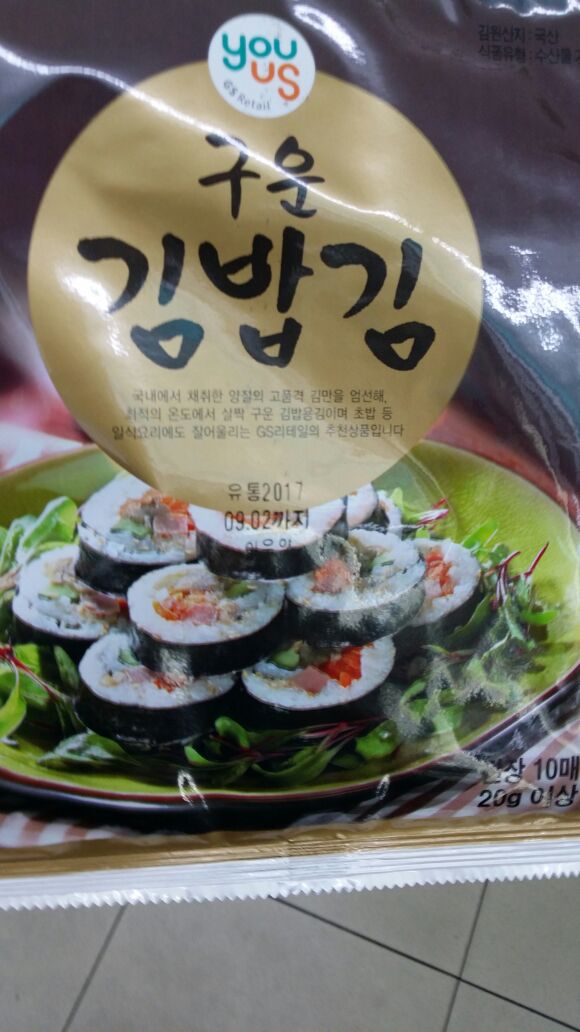 you
us
GS Retail
김원산지 : 국산
식품유형 : 수산물
구운
김밥김
국내에서 채취한 양질의 고품격 김만을 엄선해,
최적의 온도에서 살짝 구운 김밥용김이며 초밥 등
일식요리에도 잘어울리는 GS리테일의 추천상품입니다
유통2017
09.02까지
10매
20g 이상